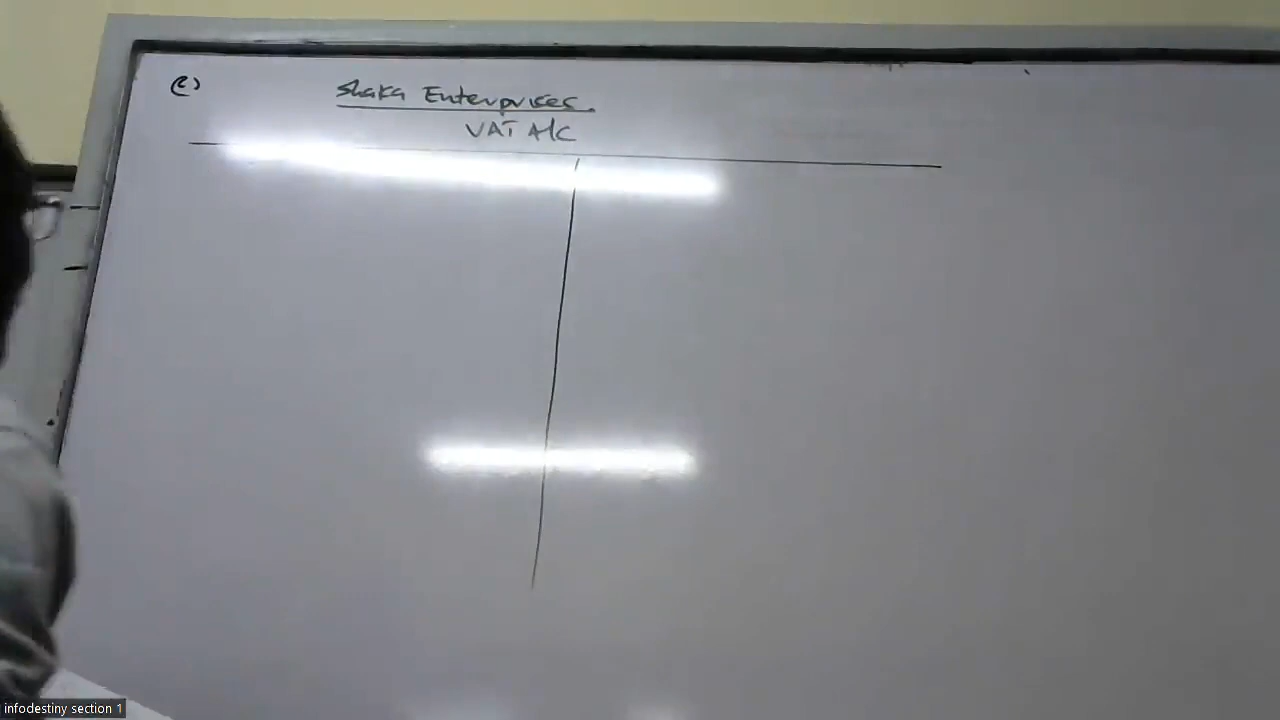 (c)
Shaka Enterprises.
VAT A/C
infodestiny section 1